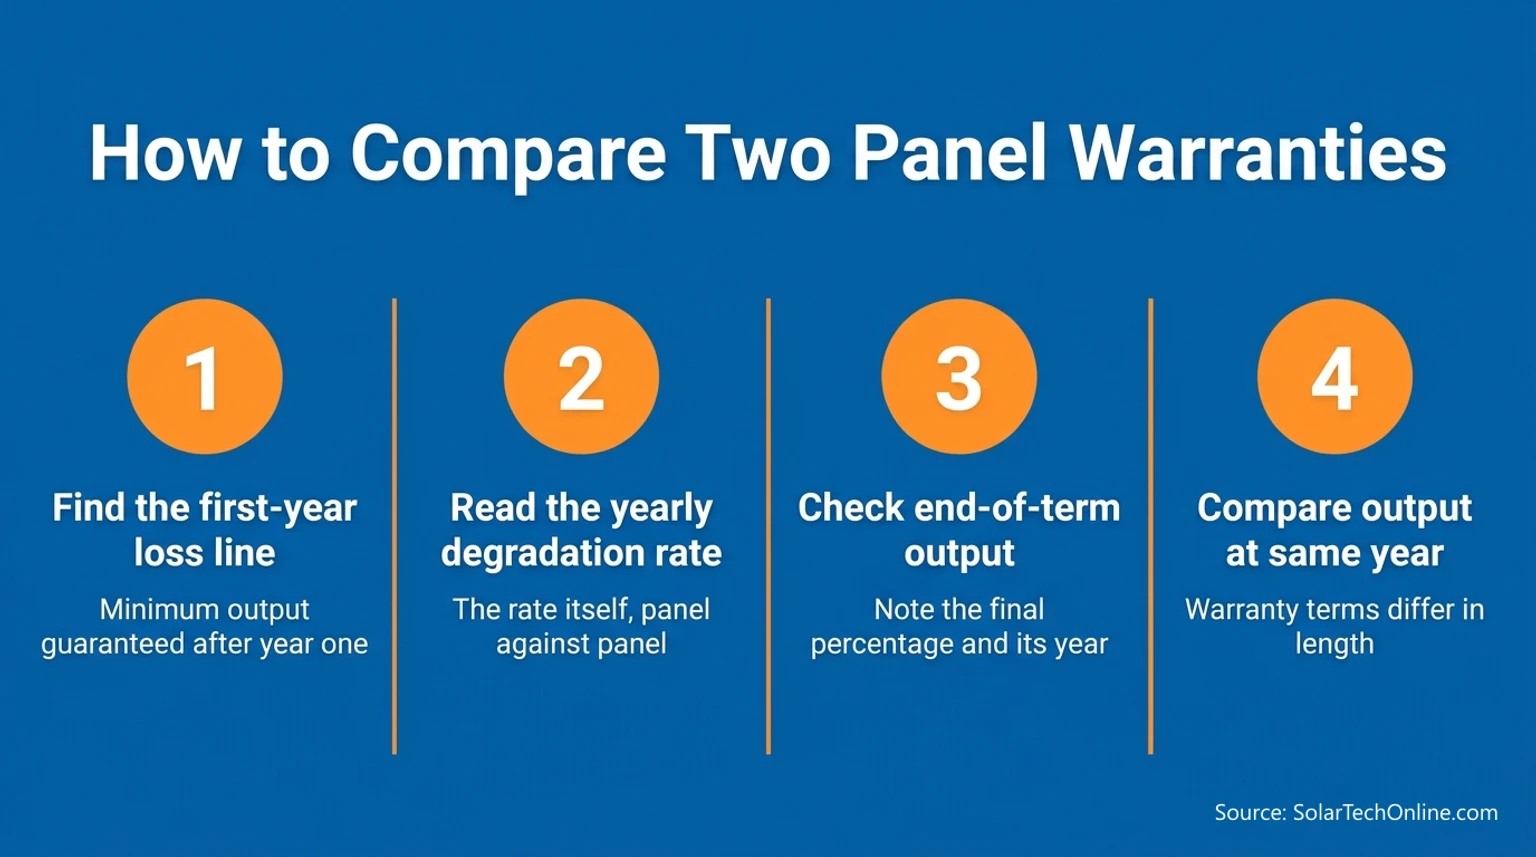 How to Compare Two Panel Warranties
1
Find the first-year
loss line
Minimum output
guaranteed after year one
2
Read the yearly
degradation rate
The rate itself, panel
against panel
3
Check end-of-term
output
Note the final
percentage and its year
4
Compare output
at same year
Warranty terms differ in
length
Source: SolarTechOnline.com